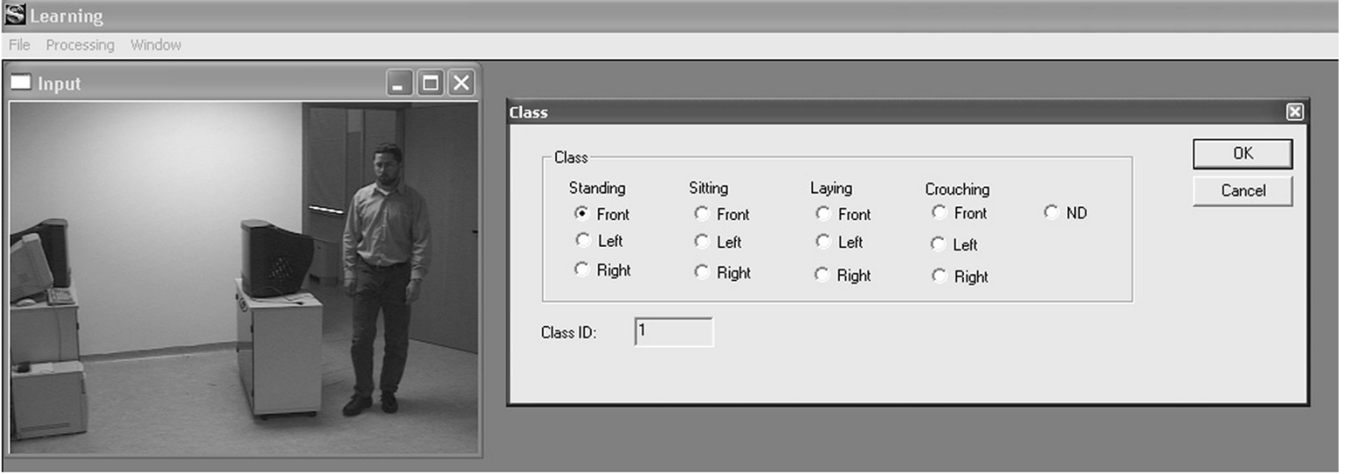 Learning
File Processing Window
Input
Class
Class
OK
Cancel
Standing Sitting Laying Crouching
Front Front Front Front ND
Left Left Left Left
Right Right Right Right
Class ID: 1